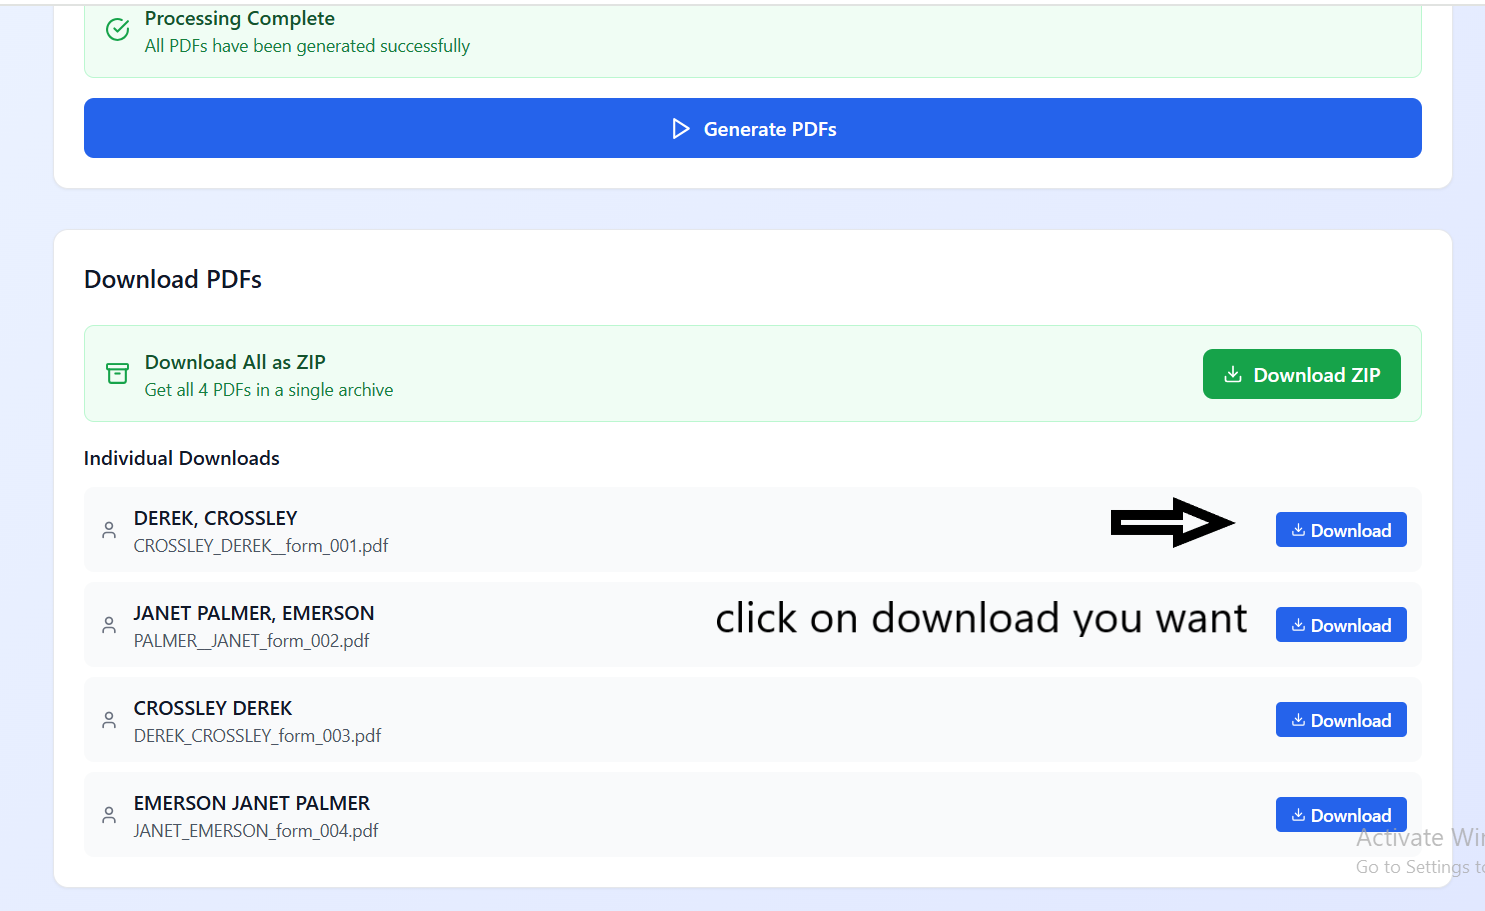 Processing Complete
All PDFs have been generated successfully
Generate PDFs
Download PDFs
Download All as ZIP
Get all 4 PDFs in a single archive
Download ZIP
Individual Downloads
DEREK, CROSSLEY
CROSSLEY_DEREK__form_001.pdf
Download
JANET PALMER, EMERSON
PALMER__JANET_form_002.pdf
click on download you want
Download
CROSSLEY DEREK
DEREK_CROSSLEY_form_003.pdf
Download
EMERSON JANET PALMER
JANET_EMERSON_form_004.pdf
Download
Activate
Go to Settings